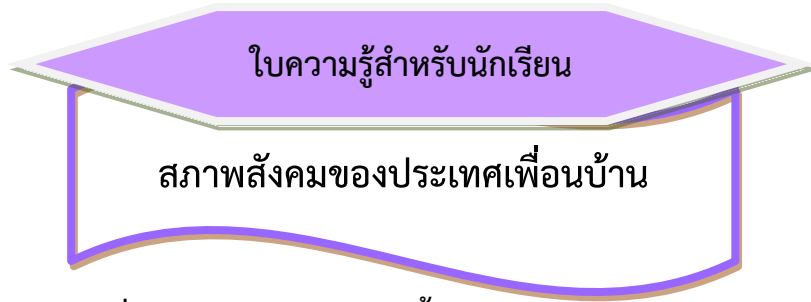 ใบความรู้สำหรับนักเรียน
สภาพสังคมของประเทศเพื่อนบ้าน